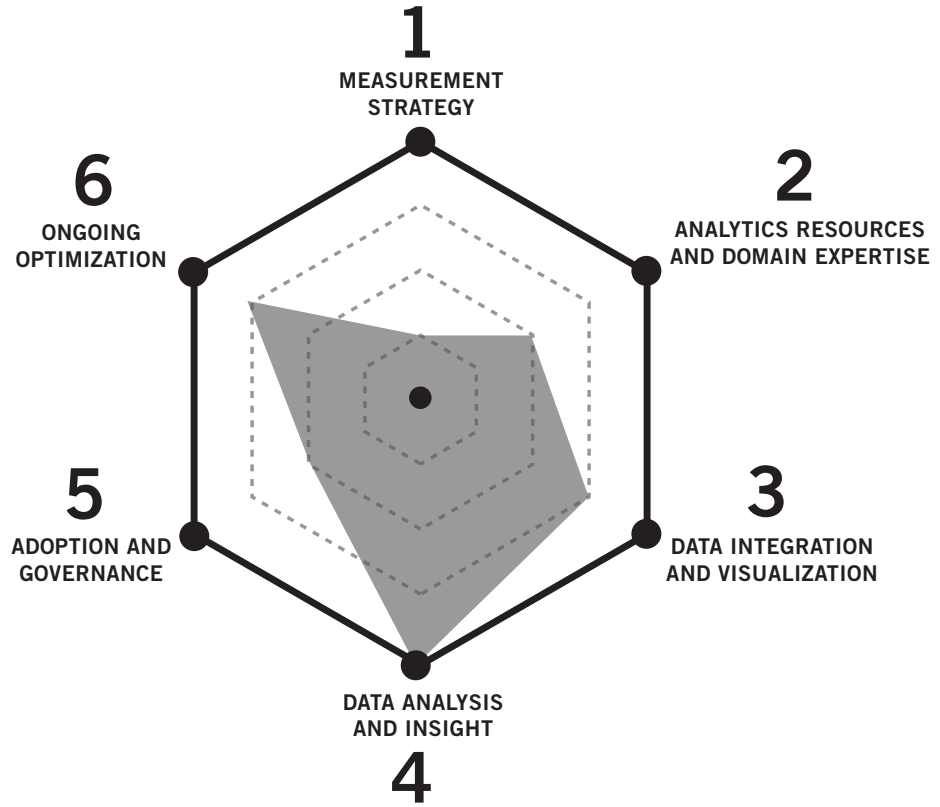 1
MEASUREMENT
STRATEGY
2
ANALYTICS RESOURCES
AND DOMAIN EXPERTISE
3
DATA INTEGRATION
AND VISUALIZATION
DATA ANALYSIS
AND INSIGHT
4
5
ADOPTION AND
GOVERNANCE
6
ONGOING
OPTIMIZATION